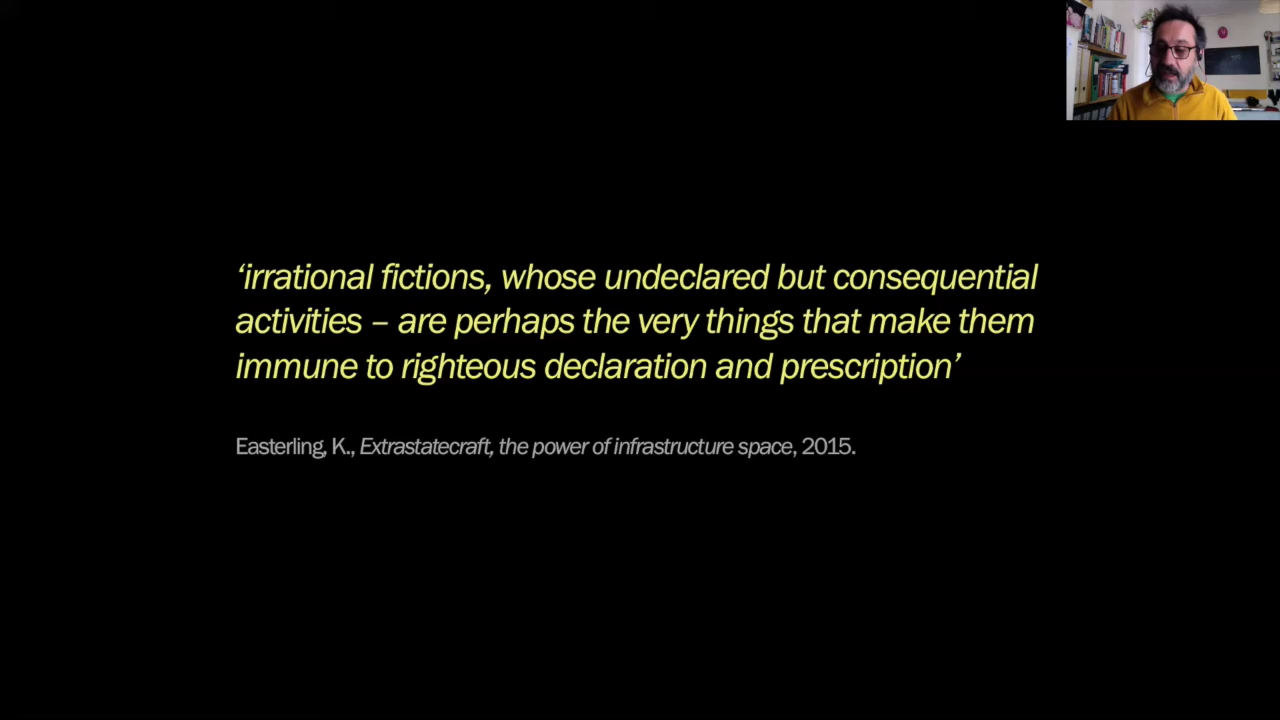 ‘irrational fictions, whose undeclared but consequential
activities – are perhaps the very things that make them
immune to righteous declaration and prescription’
Easterling, K., Extrastatecraft, the power of infrastructure space, 2015.